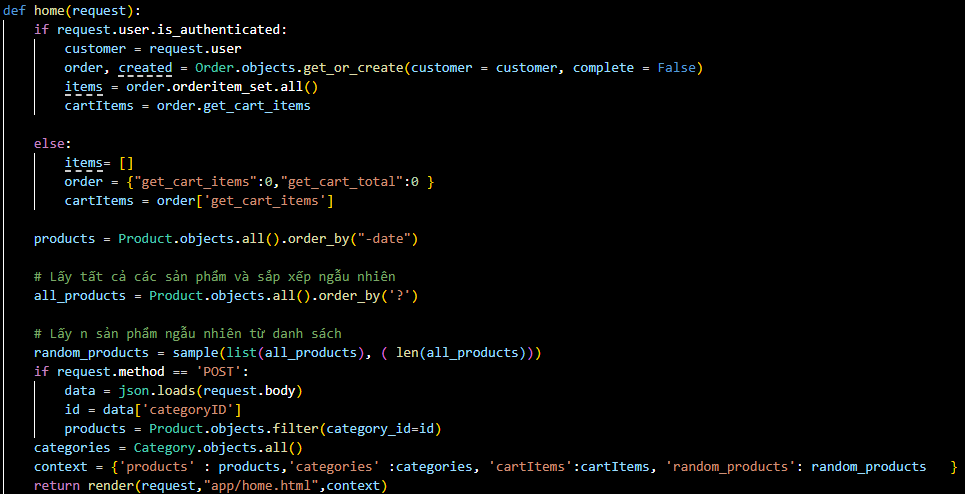 def home(request):
    if request.user.is_authenticated:
        customer = request.user
        order, created = Order.objects.get_or_create(customer = customer, complete = False)
        items = order.orderitem_set.all()
        cartItems = order.get_cart_items

    else:
        items= []
        order = {"get_cart_items":0,"get_cart_total":0 }
        cartItems = order['get_cart_items']

    products = Product.objects.all().order_by("-date")

    # Lấy tất cả các sản phẩm và sắp xếp ngẫu nhiên
    all_products = Product.objects.all().order_by('?')

    # Lấy n sản phẩm ngẫu nhiên từ danh sách
    random_products = sample(list(all_products), ( len(all_products)))
    if request.method == 'POST':
        data = json.loads(request.body)
        id = data['categoryID']
        products = Product.objects.filter(category_id=id)
    categories = Category.objects.all()
    context = {'products' : products,'categories' :categories, 'cartItems':cartItems, 'random_products': random_products   }
    return render(request,"app/home.html",context)